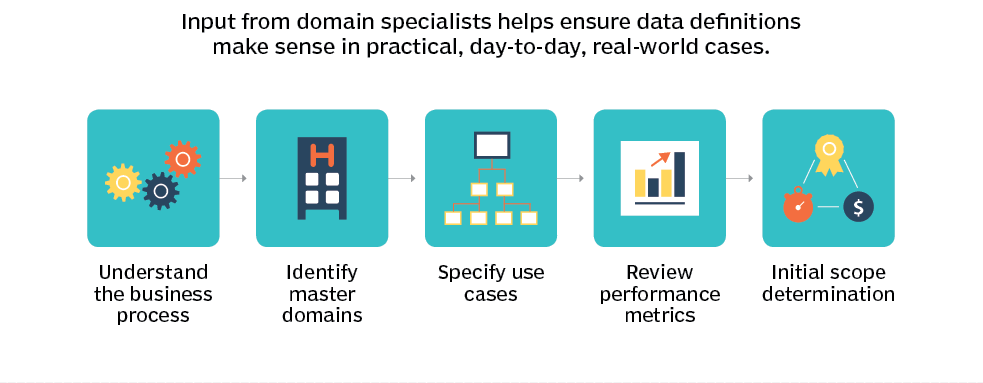 Input from domain specialists helps ensure data definitions
make sense in practical, day-to-day, real-world cases.
H
$
Understand
the business
process
Identify
master
domains
Specify use
cases
Review
performance
metrics
Initial scope
determination